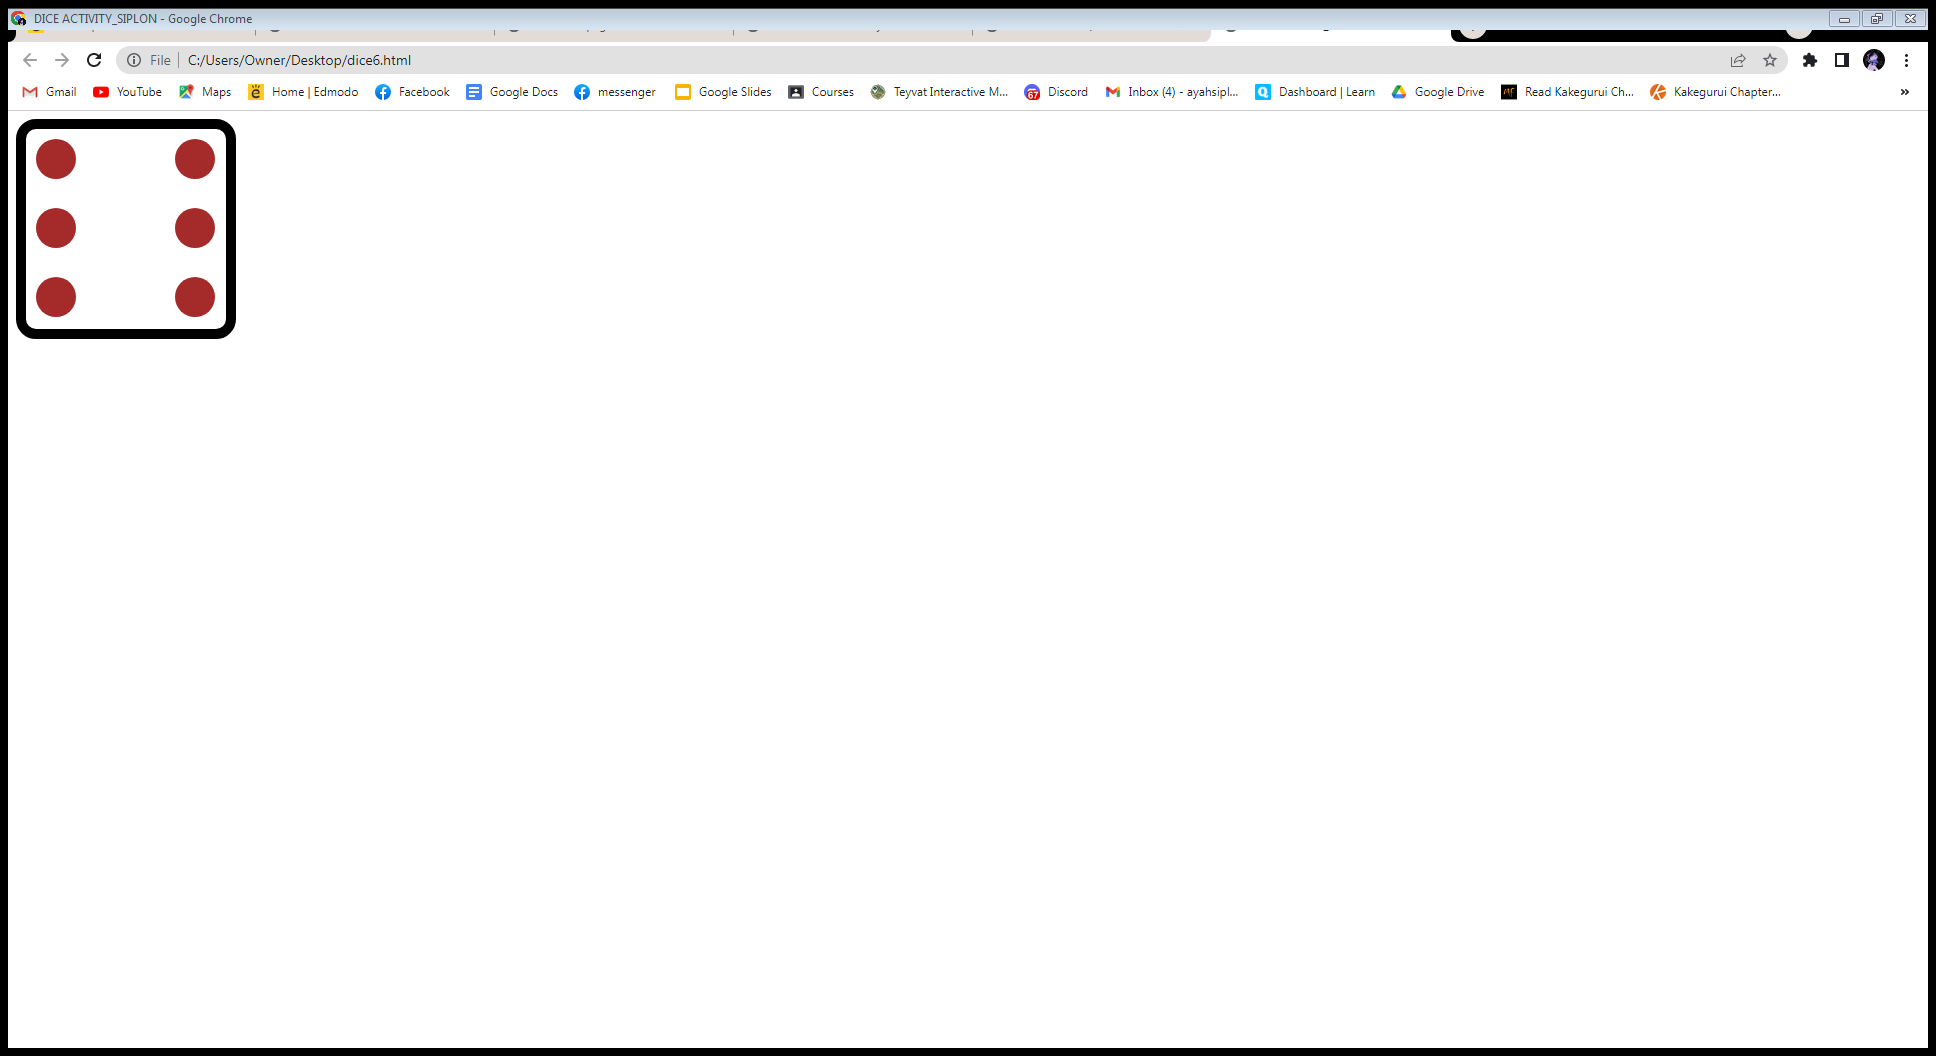 DICE ACTIVITY_SIPLON - Google Chrome
File C:/Users/Owner/Desktop/dice6.html
Gmail YouTube Maps Home | Edmodo Facebook Google Docs messenger Google Slides Courses Teyvat Interactive M... Discord Inbox (4) - ayahsipl... Dashboard | Learn Google Drive Read Kakegurui Ch... Kakegurui Chapter... »